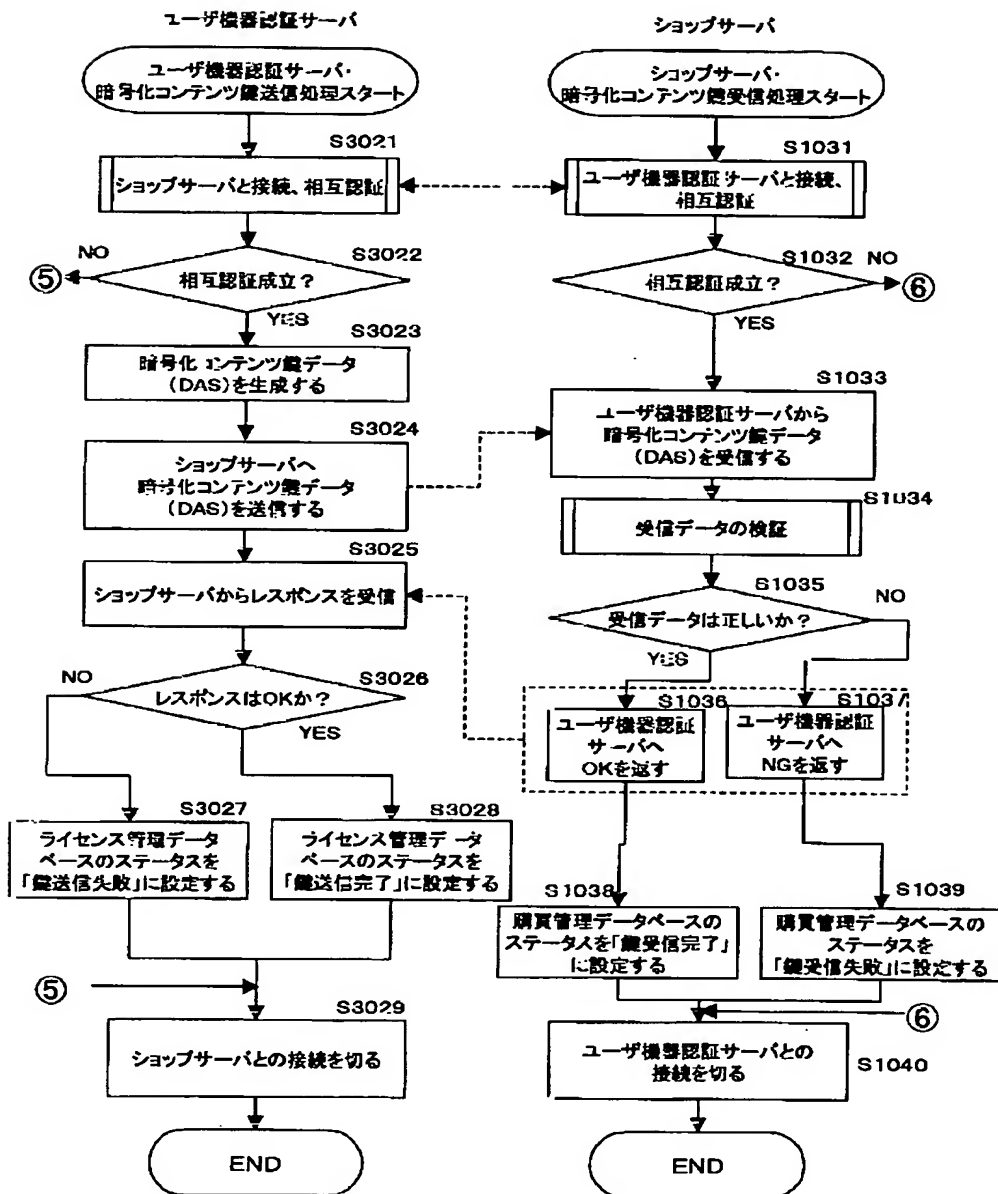 ユーザ機器認証サーバ
ユーザ機器認証サーバ・
暗号化コンテンツ鍵送信処理スタート
S3021
ショップサーバと接続、相互認証
S3022
相互認証成立?
NO
⑤
YES
S3023
暗号化コンテンツ鍵データ
(DAS)を生成する
S3024
ショップサーバへ
暗号化コンテンツ鍵データ
(DAS)を送信する
S3025
ショップサーバからレスポンスを受信
S3026
レスポンスはOKか?
NO
YES
S3027
ライセンス管理データ
ベースのステータスを
「鍵送信失敗」に設定する
S3028
ライセンス管理データ
ベースのステータスを
「鍵送信完了」に設定する
⑤
S3029
ショップサーバとの接続を切る
END
ショップサーバ
ショップサーバ・
暗号化コンテンツ鍵受信処理スタート
S1031
ユーザ機器認証サーバと接続、
相互認証
S1032
相互認証成立?
NO
⑥
YES
S1033
ユーザ機器認証サーバから
暗号化コンテンツ鍵データ
(DAS)を受信する
S1034
受信データの検証
S1035
受信データは正しいか?
NO
YES
S1036
ユーザ機器認証
サーバへ
OKを返す
S1037
ユーザ機器認証
サーバへ
NGを返す
S1038
購買管理データベースの
ステータスを「鍵受信完了」
に設定する
S1039
購買管理データベースの
ステータスを
「鍵受信失敗」に設定する
⑥
ユーザ機器認証サーバとの
接続を切る
S1040
END